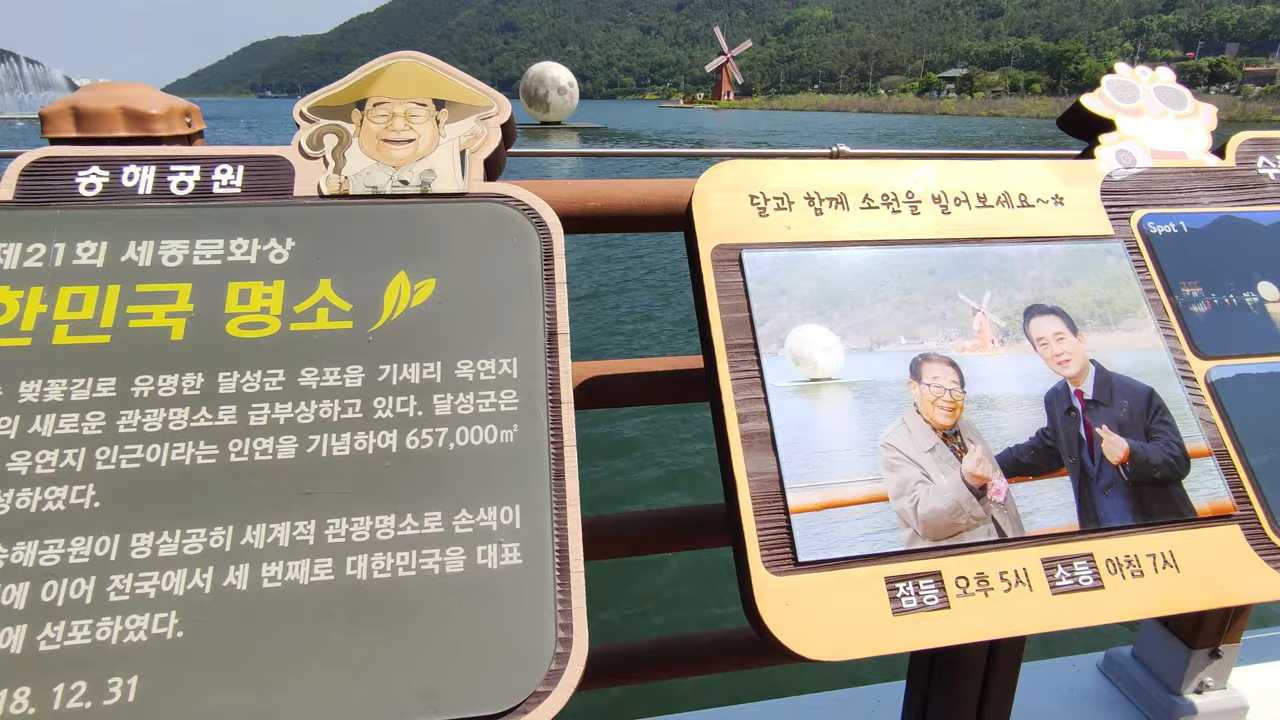 송해공원
제21회 세종문화상
한민국 명소
벚꽃길로 유명한 달성군 옥포읍 기세리 옥연지
의 새로운 관광명소로 급부상하고 있다. 달성군은
옥연지 인근이라는 인연을 기념하여 657,000㎡
성하였다.
송해공원이 명실공히 세계적 관광명소로 손색이
에 이어 전국에서 세 번째로 대한민국을 대표
에 선포하였다.
18. 12. 31
달과 함께 소원을 빌어보세요~*
점등 오후 5시 소등 아침 7시
수
Spot 1